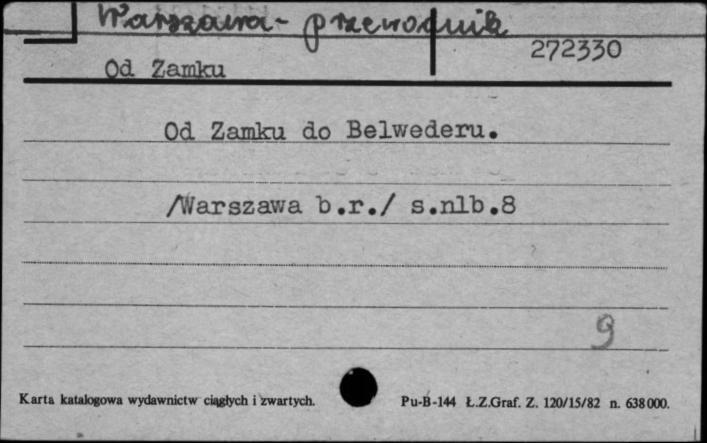 Warszawa - przewodnik
272330
Od Zamku
Od Zamku do Belwederu.
/Warszawa b.r./ s.nlb.8
9
Karta katalogowa wydawnictw ciągłych i zwartych.
Pu-B-144 Ł.Z.Graf. Z. 120/15/82 n. 638000.